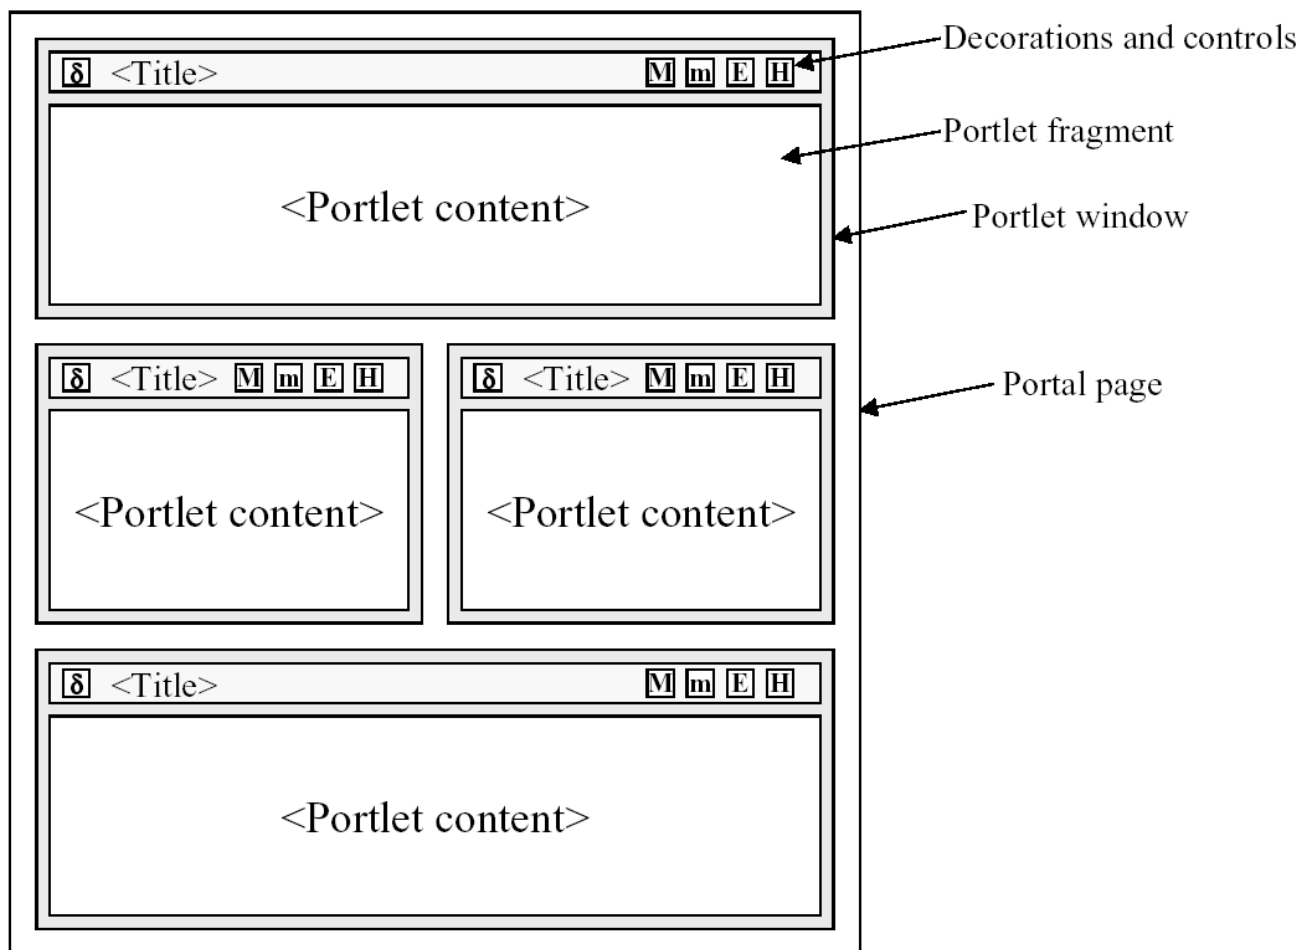 δ <Title> M m E H
Decorations and controls
<Portlet content>
Portlet fragment
Portlet window
δ <Title> M m E H
<Portlet content>
δ <Title> M m E H
<Portlet content>
Portal page
δ <Title> M m E H
<Portlet content>